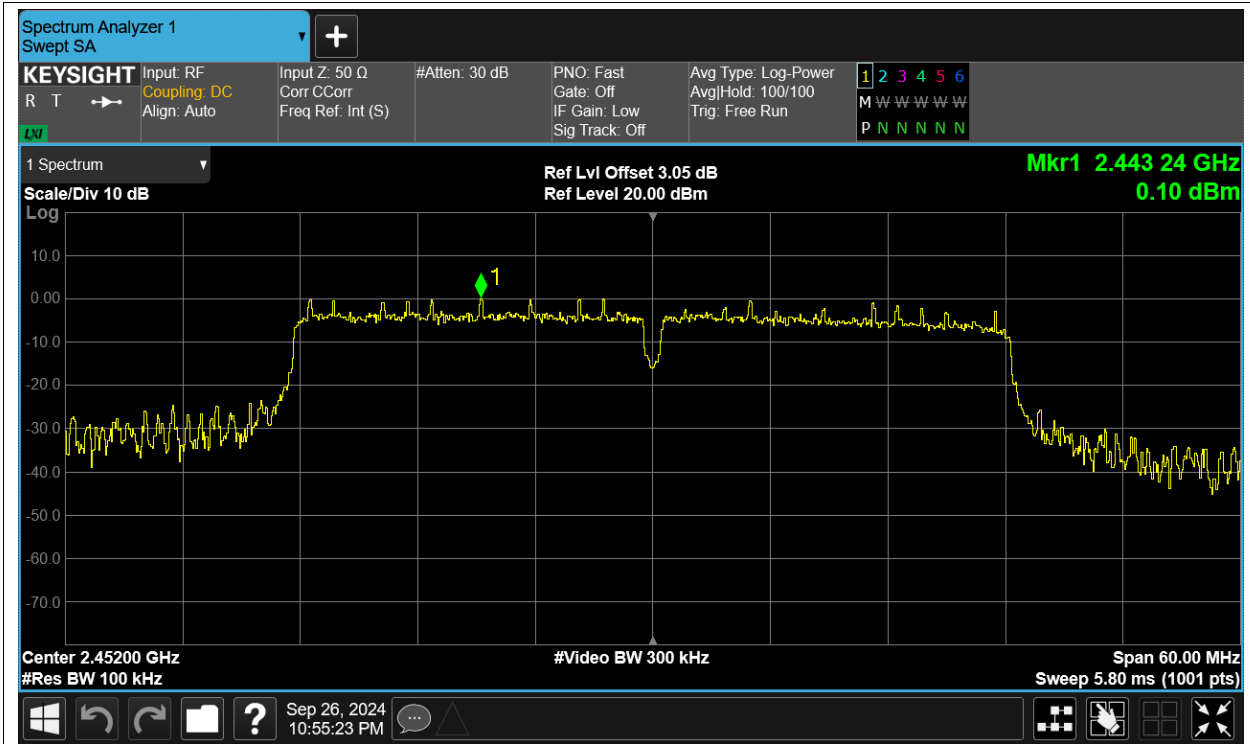 Spectrum Analyzer 1
Swept SA
KEYSIGHT
R T
LXI
Input: RF
Coupling: DC
Align: Auto
Input Z: 50 Ω
Corr CCorr
Freq Ref: Int (S)
#Atten: 30 dB
PNO: Fast
Gate: Off
IF Gain: Low
Sig Track: Off
Avg Type: Log-Power
Avg|Hold: 100/100
Trig: Free Run
1 2 3 4 5 6
M W W W W W
P N N N N N
1 Spectrum
Scale/Div 10 dB
Log
Ref Lvl Offset 3.05 dB
Ref Level 20.00 dBm
Mkr1 2.443 24 GHz
0.10 dBm
1
10.0
0.00
-10.0
-20.0
-30.0
-40.0
-50.0
-60.0
-70.0
Center 2.45200 GHz
#Res BW 100 kHz
#Video BW 300 kHz
Span 60.00 MHz
Sweep 5.80 ms (1001 pts)
?
Sep 26, 2024
10:55:23 PM